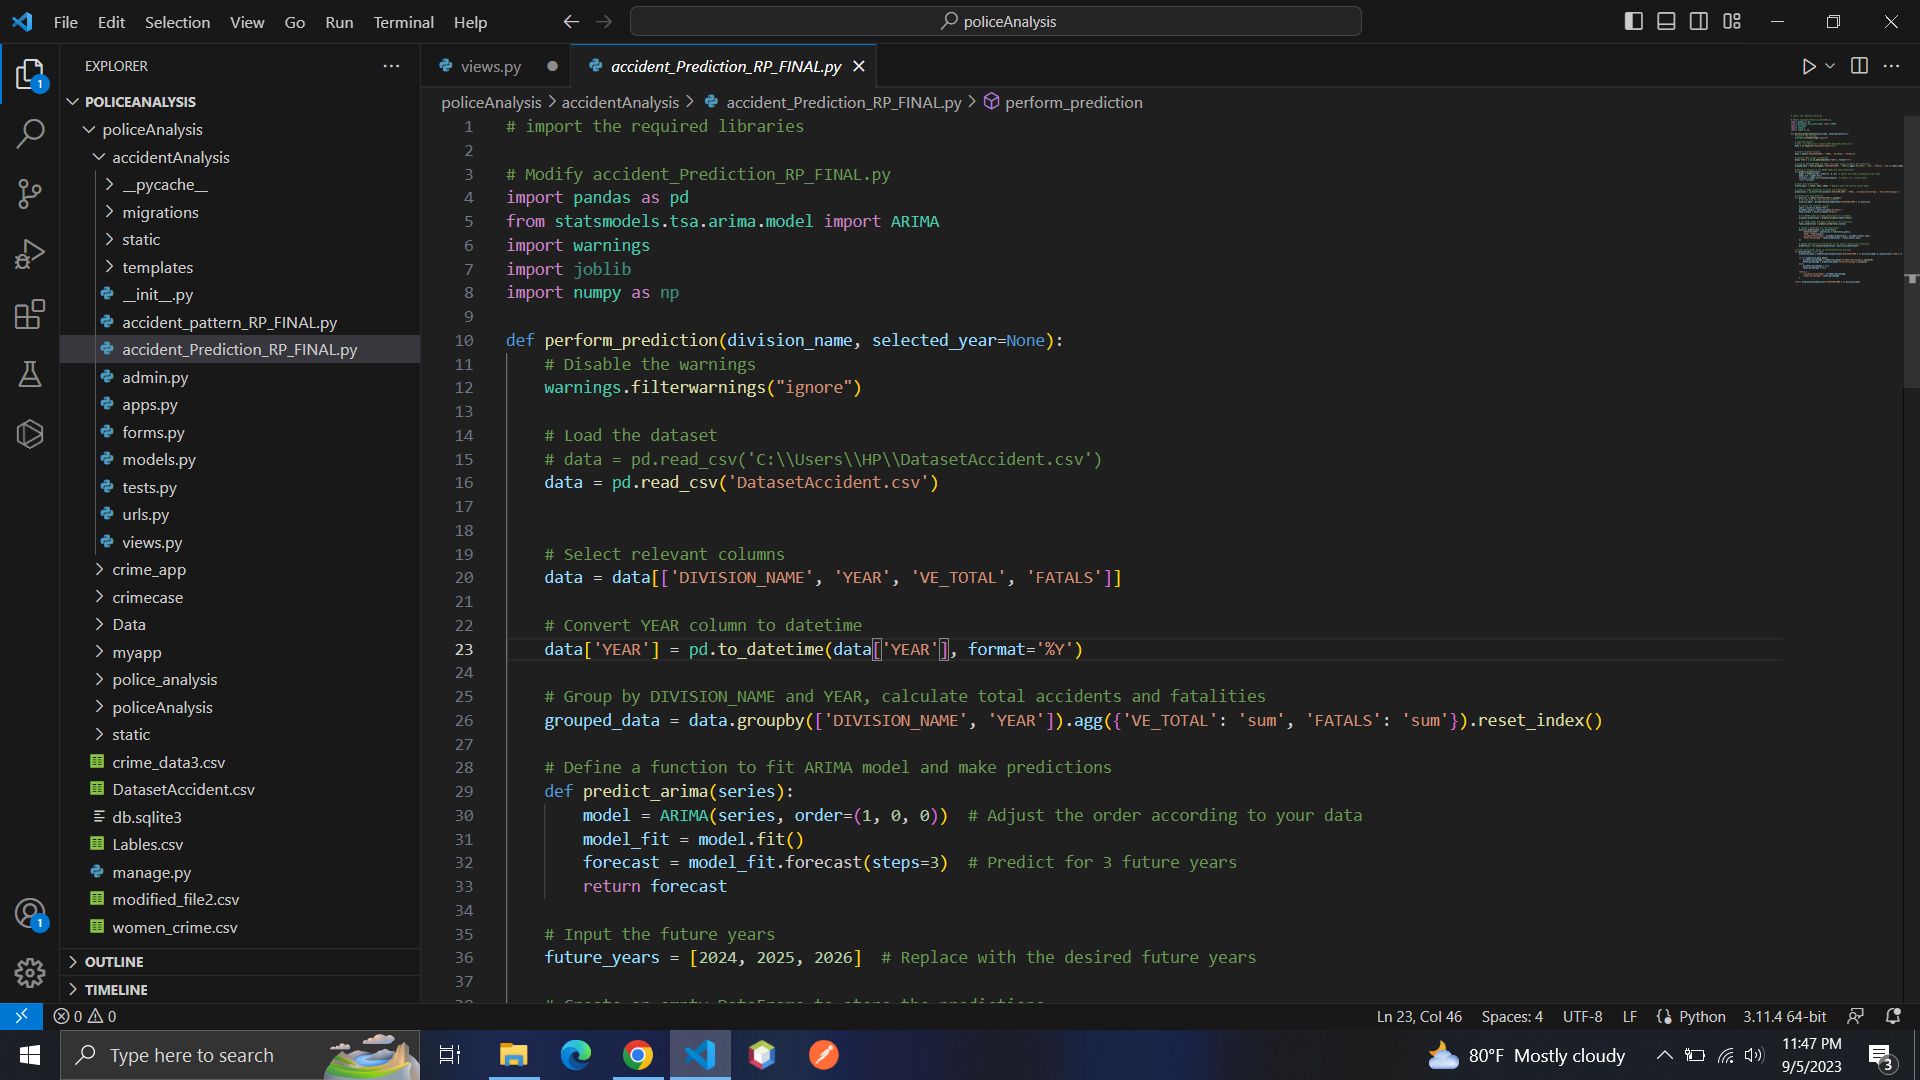 File Edit Selection View Go Run Terminal Help
policeAnalysis
EXPLORER
POLICEANALYSIS
policeAnalysis
accidentAnalysis
__pycache__
migrations
static
templates
__init__.py
accident_pattern_RP_FINAL.py
accident_Prediction_RP_FINAL.py
admin.py
apps.py
forms.py
models.py
tests.py
urls.py
views.py
crime_app
crimecase
Data
myapp
police_analysis
policeAnalysis
static
crime_data3.csv
DatasetAccident.csv
db.sqlite3
Lables.csv
manage.py
modified_file2.csv
women_crime.csv
OUTLINE
TIMELINE
1
1
views.py
accident_Prediction_RP_FINAL.py
policeAnalysis accidentAnalysis accident_Prediction_RP_FINAL.py perform_prediction
1 # import the required libraries
2
3 # Modify accident_Prediction_RP_FINAL.py
4 import pandas as pd
5 from statsmodels.tsa.arima.model import ARIMA
6 import warnings
7 import joblib
8 import numpy as np
9
10 def perform_prediction(division_name, selected_year=None):
11 # Disable the warnings
12 warnings.filterwarnings("ignore")
13
14 # Load the dataset
15 # data = pd.read_csv('C:\\Users\\HP\\DatasetAccident.csv')
16 data = pd.read_csv('DatasetAccident.csv')
17
18
19 # Select relevant columns
20 data = data[['DIVISION_NAME', 'YEAR', 'VE_TOTAL', 'FATALS']]
21
22 # Convert YEAR column to datetime
23 data['YEAR'] = pd.to_datetime(data['YEAR'], format='%Y')
24
25 # Group by DIVISION_NAME and YEAR, calculate total accidents and fatalities
26 grouped_data = data.groupby(['DIVISION_NAME', 'YEAR']).agg({'VE_TOTAL': 'sum', 'FATALS': 'sum'}).reset_index()
27
28 # Define a function to fit ARIMA model and make predictions
29 def predict_arima(series):
30 model = ARIMA(series, order=(1, 0, 0)) # Adjust the order according to your data
31 model_fit = model.fit()
32 forecast = model_fit.forecast(steps=3) # Predict for 3 future years
33 return forecast
34
35 # Input the future years
36 future_years = [2024, 2025, 2026] # Replace with the desired future years
37
38 # Create an empty DataFrame to store the predictions
0 0
Ln 23, Col 46 Spaces: 4 UTF-8 LF Python 3.11.4 64-bit
Type here to search
80°F Mostly cloudy
11:47 PM
9/5/2023
3